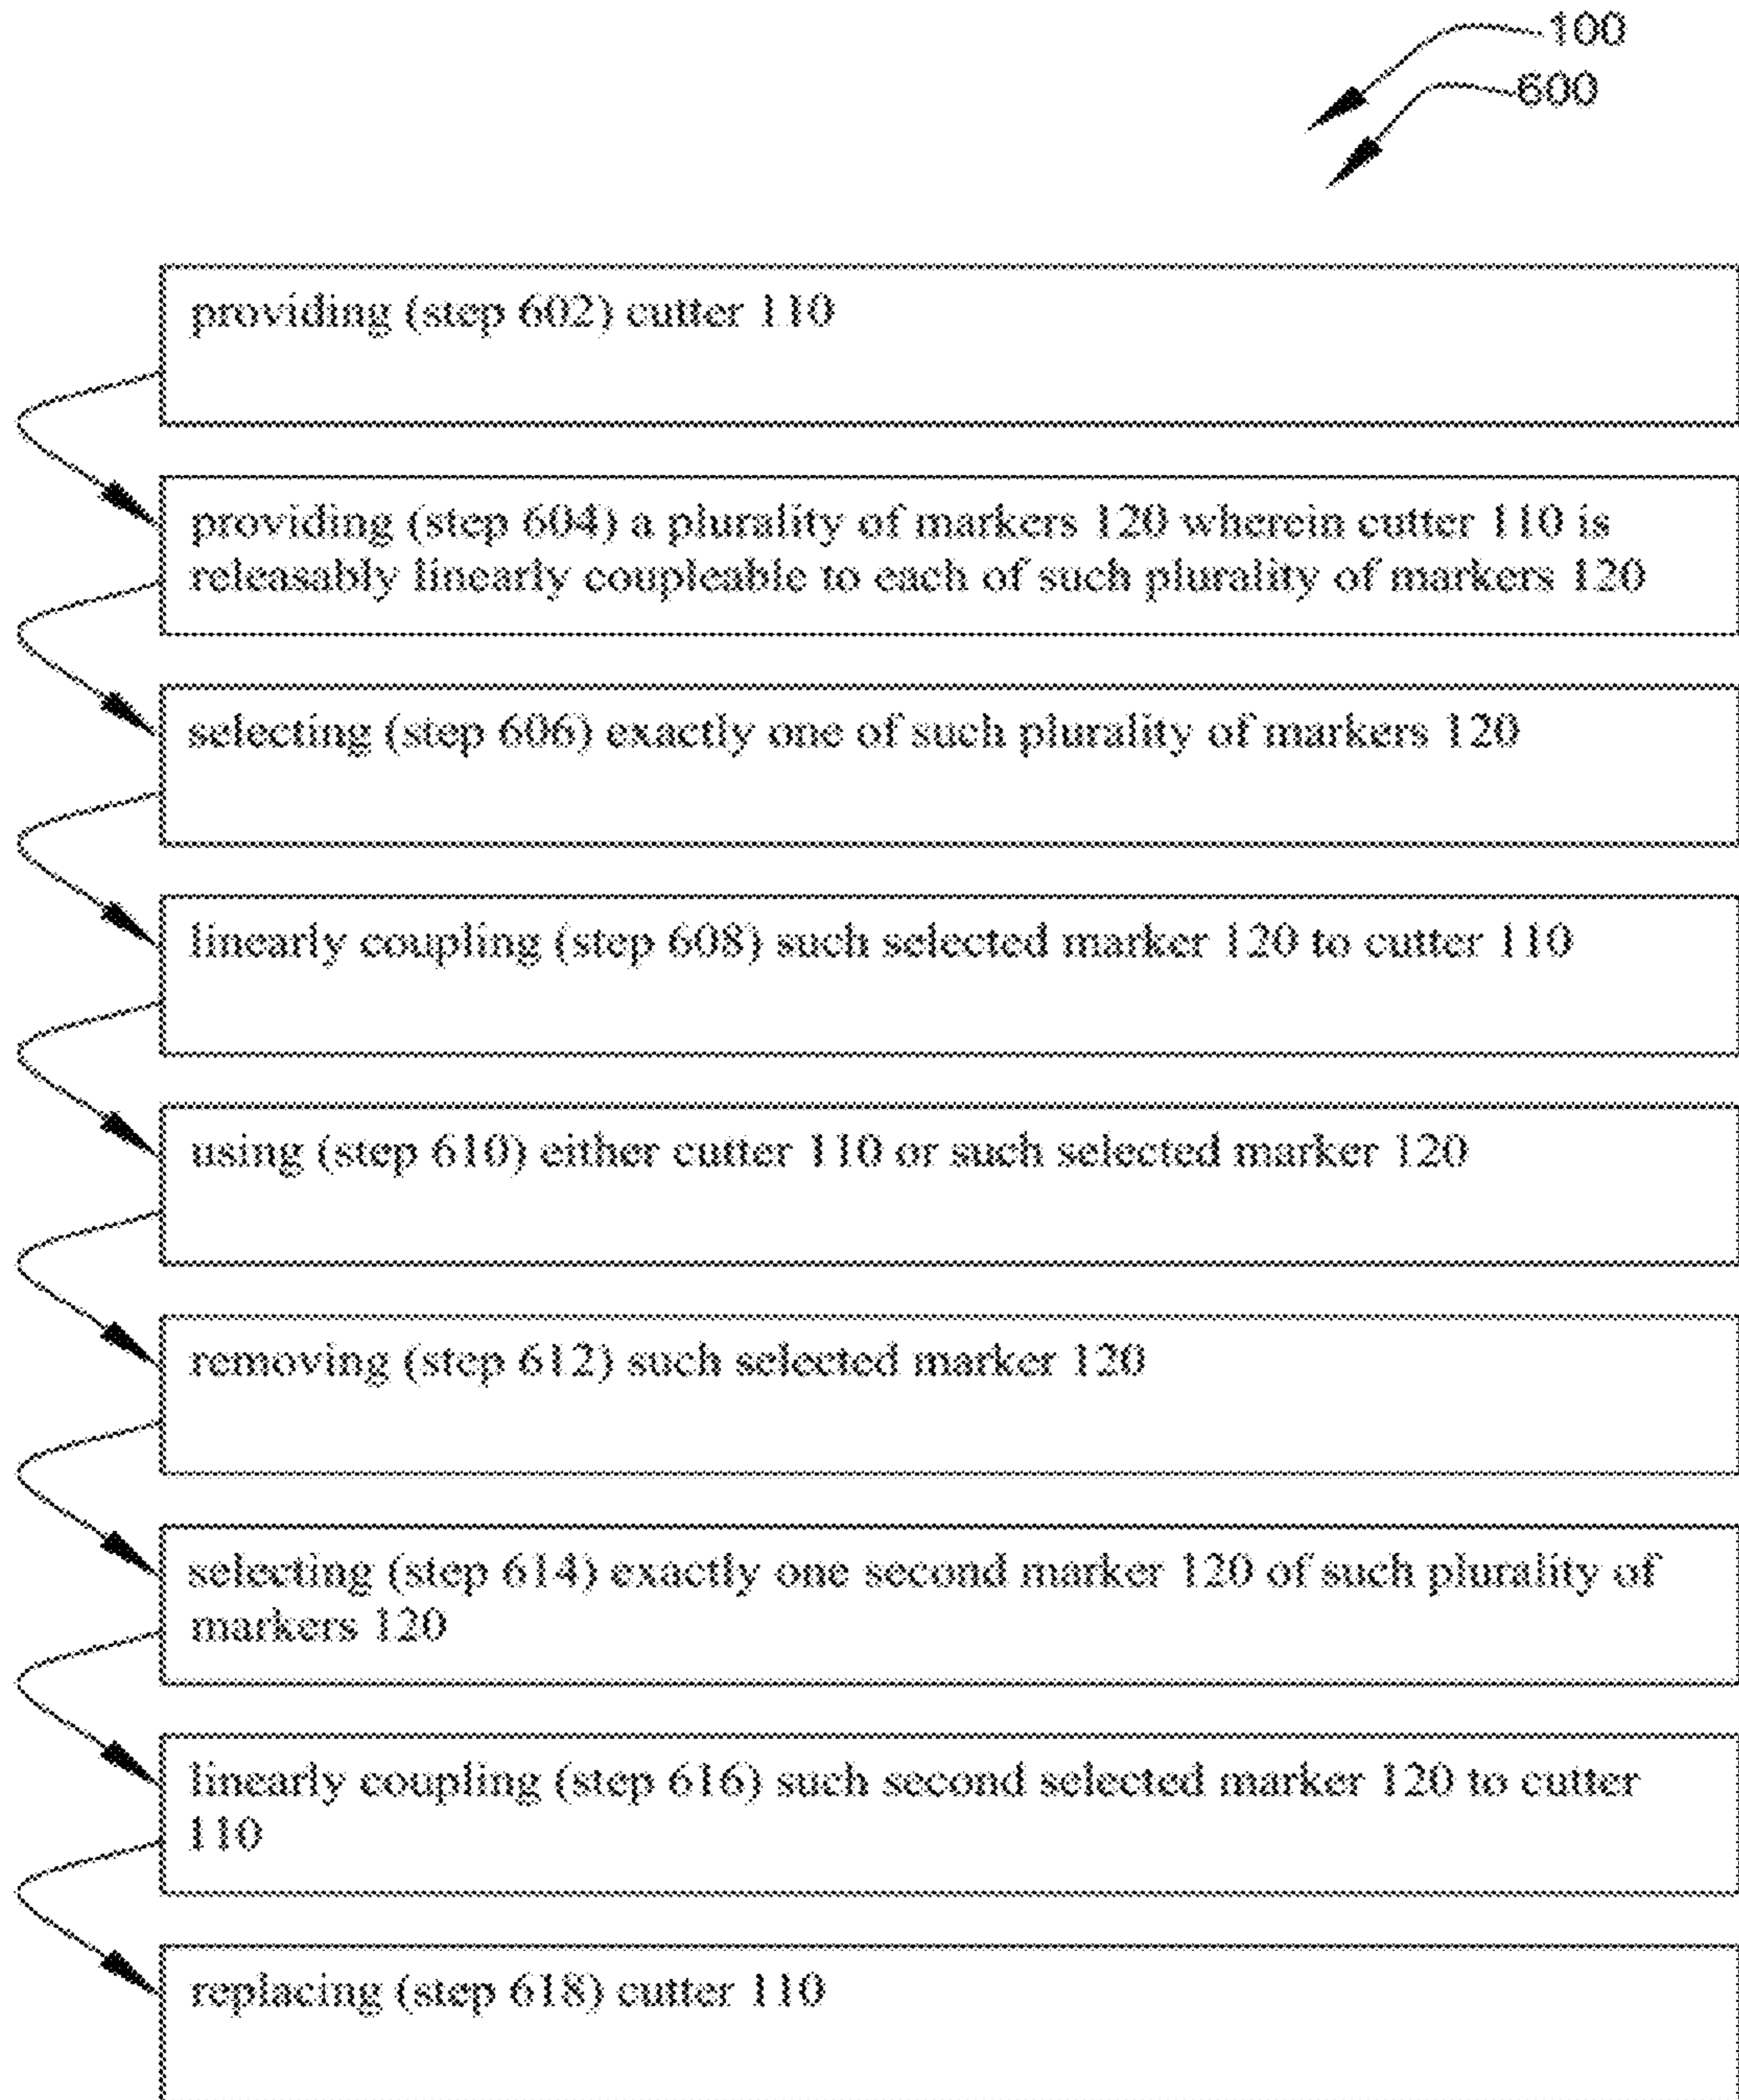 100
600
providing (step 602) cutter 110
providing (step 604) a plurality of markers 120 wherein cutter 110 is
releasably linearly coupleable to each of such plurality of markers 120
selecting (step 606) exactly one of such plurality of markers 120
linearly coupling (step 608) such selected marker 120 to cutter 110
using (step 610) either cutter 110 or such selected marker 120
removing (step 612) such selected marker 120
selecting (step 614) exactly one second marker 120 of such plurality of
markers 120
linearly coupling (step 616) such second selected marker 120 to cutter
110
replacing (step 618) cutter 110